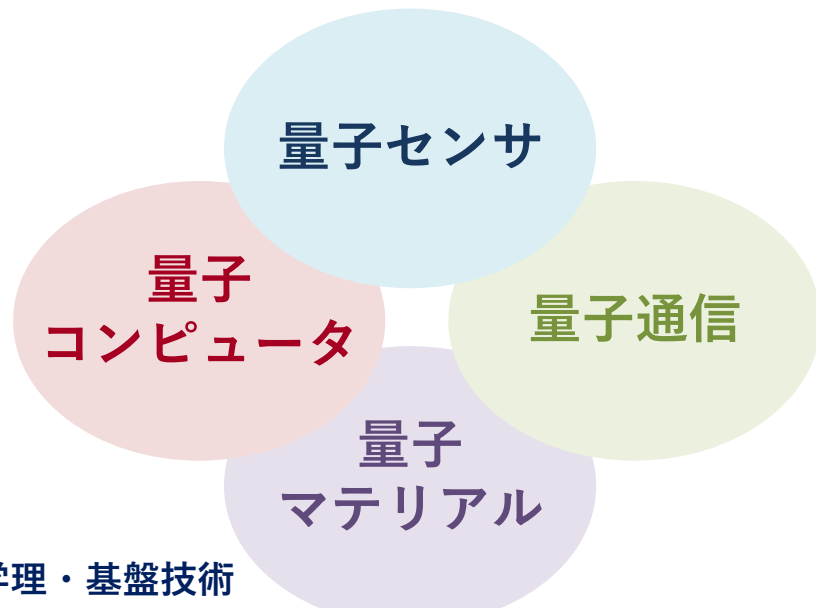 量子センサ
量子
コンピュータ
量子通信
量子
マテリアル
学理・基盤技術